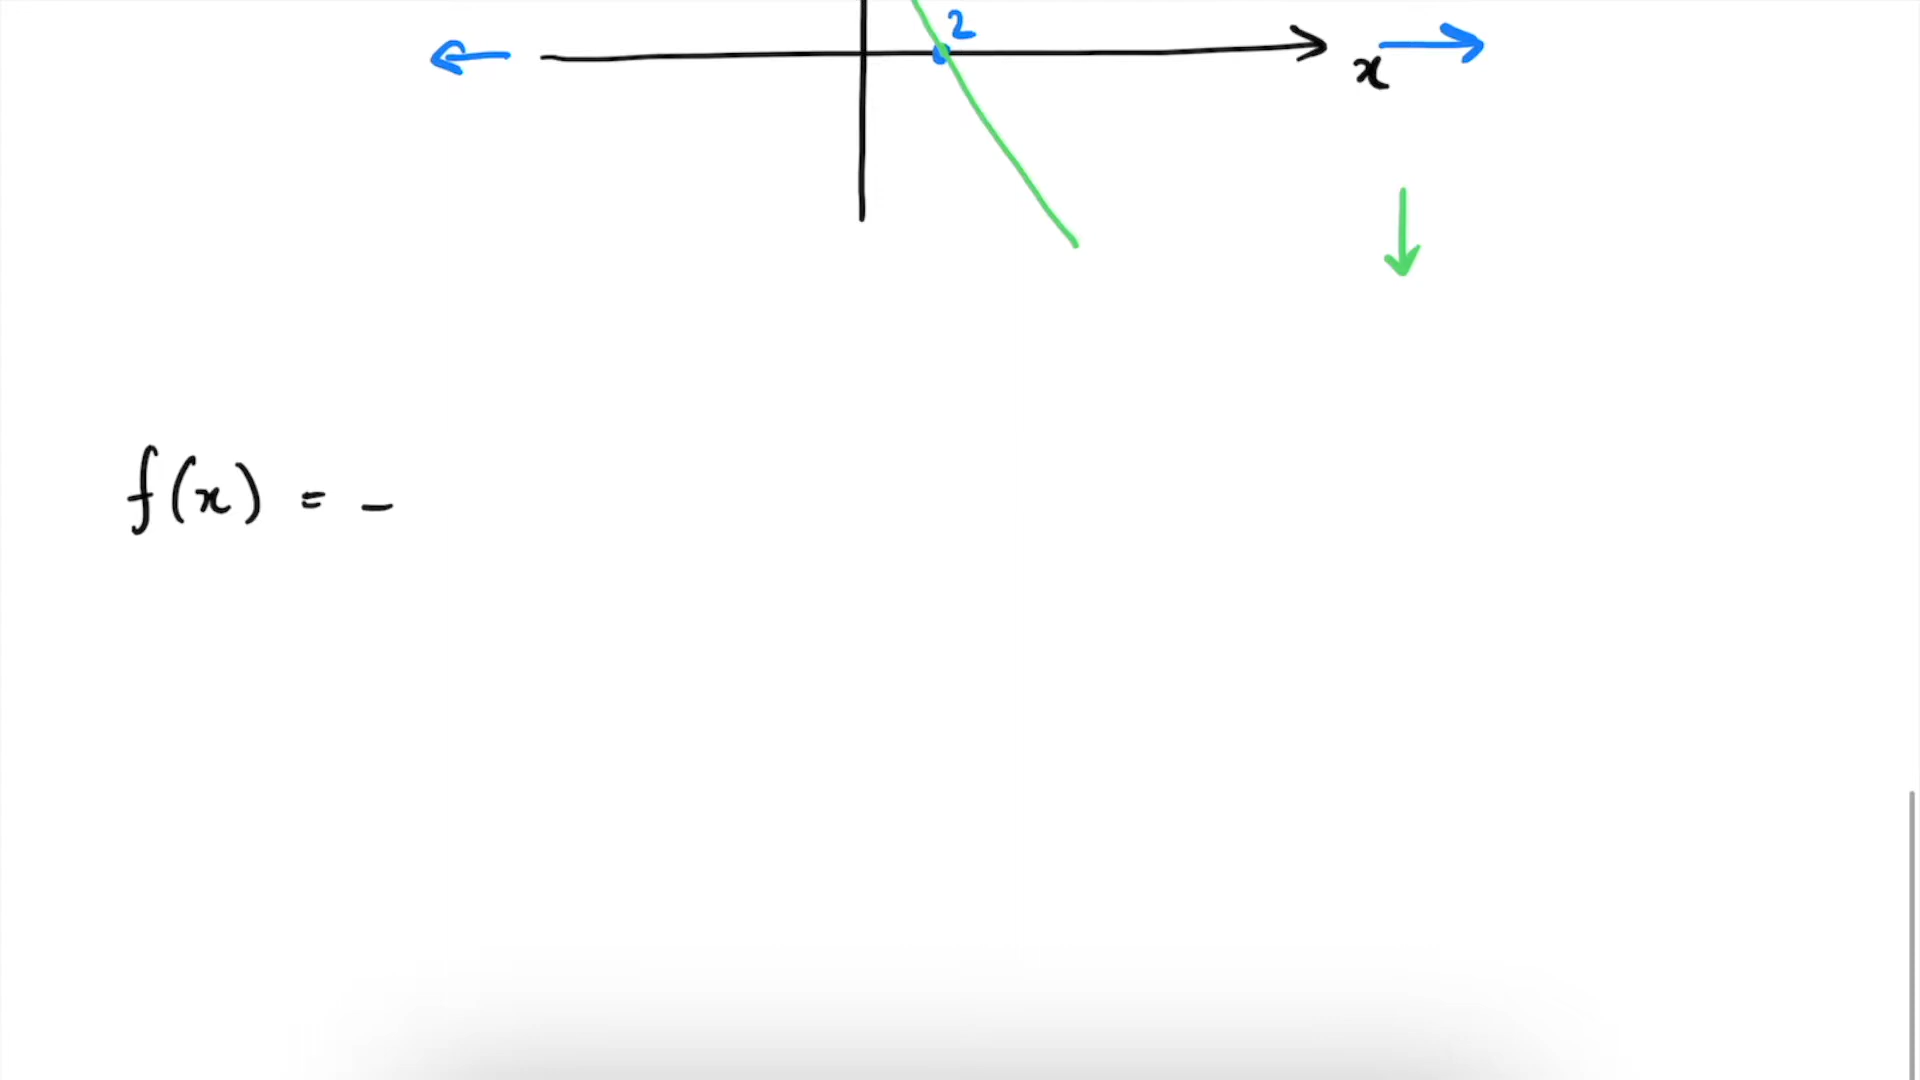 2
x
f(x) = -